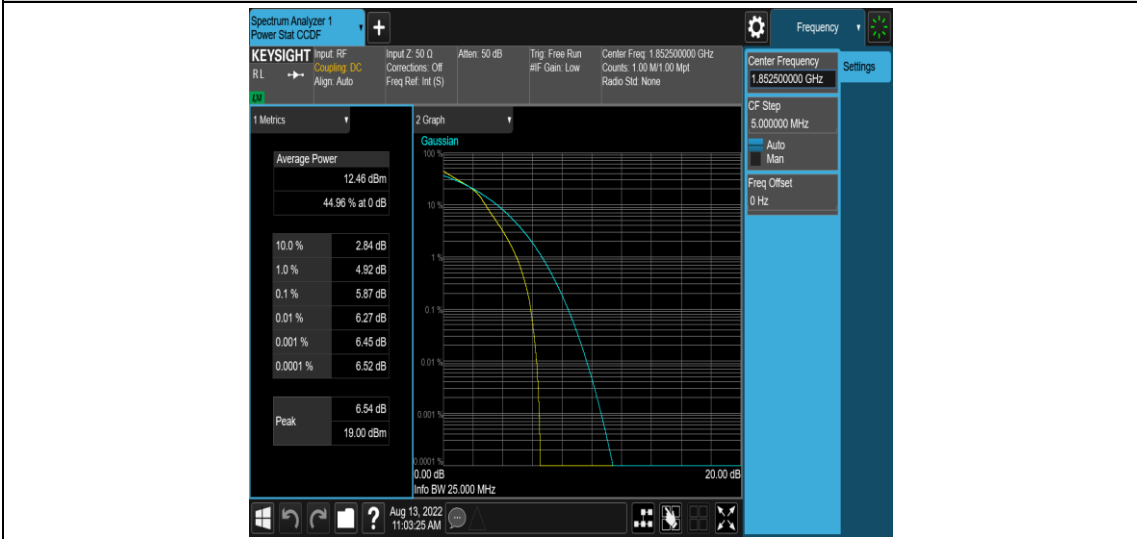 Spectrum Analyzer 1
Power Stat CCDF
+
Frequency
KEYSIGHT
Input: RF
Input Z: 50 Ω
Atten: 50 dB
Trig: Free Run
Center Freq: 1.852500000 GHz
R L
Coupling: DC
Corrections: Off
#IF Gain: Low
Counts: 1.00 M/1.00 Mpt
Align: Auto
Freq Ref: Int (S)
Radio Std: None
Center Frequency
1.852500000 GHz
Settings
CF Step
5.000000 MHz
Auto
Man
Freq Offset
0 Hz
1 Metrics
Average Power
12.46 dBm
44.96 % at 0 dB
10.0 % 2.84 dB
1.0 % 4.92 dB
0.1 % 5.87 dB
0.01 % 6.27 dB
0.001 % 6.45 dB
0.0001 % 6.52 dB
Peak
6.54 dB
19.00 dBm
2 Graph
Gaussian
100 %
10 %
1 %
0.1 %
0.01 %
0.001 %
0.0001 %
0.00 dB 20.00 dB
Info BW 25.000 MHz
?
Aug 13, 2022
11:03:25 AM